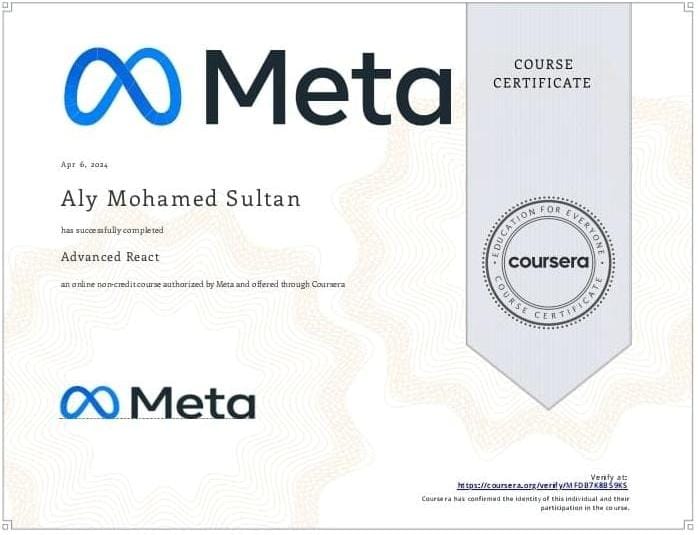 Meta
COURSE
CERTIFICATE
Apr 6, 2024
Aly Mohamed Sultan
has successfully completed
Advanced React
an online non-credit course authorized by Meta and offered through Coursera
EDUCATION FOR EVERYONE
coursera
COURSE CERTIFICATE
Meta
Verify at:
https://coursera.org/verify/MFDB7K8BS9KS
Coursera has confirmed the identity of this individual and their
participation in the course.